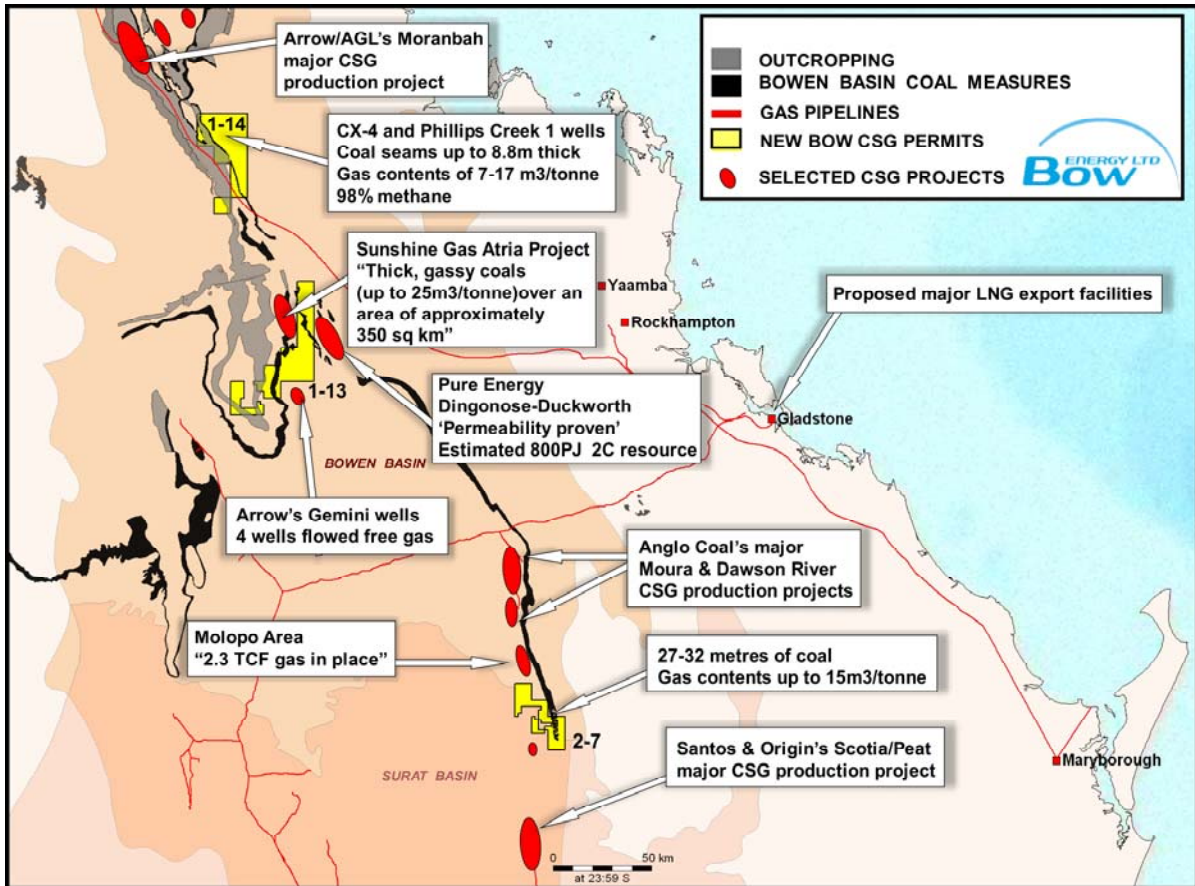 Arrow/AGL's Moranbah
major CSG
production project
1-14
CX-4 and Phillips Creek 1 wells
Coal seams up to 8.8m thick
Gas contents of 7-17 m3/tonne
98% methane
OUTCROPPING
BOWEN BASIN COAL MEASURES
GAS PIPELINES
NEW BOW CSG PERMITS
SELECTED CSG PROJECTS
ENERGY LTD
BOW
Sunshine Gas Atria Project
“Thick, gassy coals
(up to 25m3/tonne)over an
area of approximately
350 sq km”
Yaamba
Rockhampton
Proposed major LNG export facilities
Gladstone
1-13
Pure Energy
Dingonose-Duckworth
‘Permeability proven’
Estimated 800PJ 2C resource
BOWEN BASIN
Arrow's Gemini wells
4 wells flowed free gas
Anglo Coal's major
Moura & Dawson River
CSG production projects
Molopo Area
“2.3 TCF gas in place”
27-32 metres of coal
Gas contents up to 15m3/tonne
2-7
Santos & Origin's Scotia/Peat
major CSG production project
Maryborough
SURAT BASIN
0 50 km
at 23:59 S